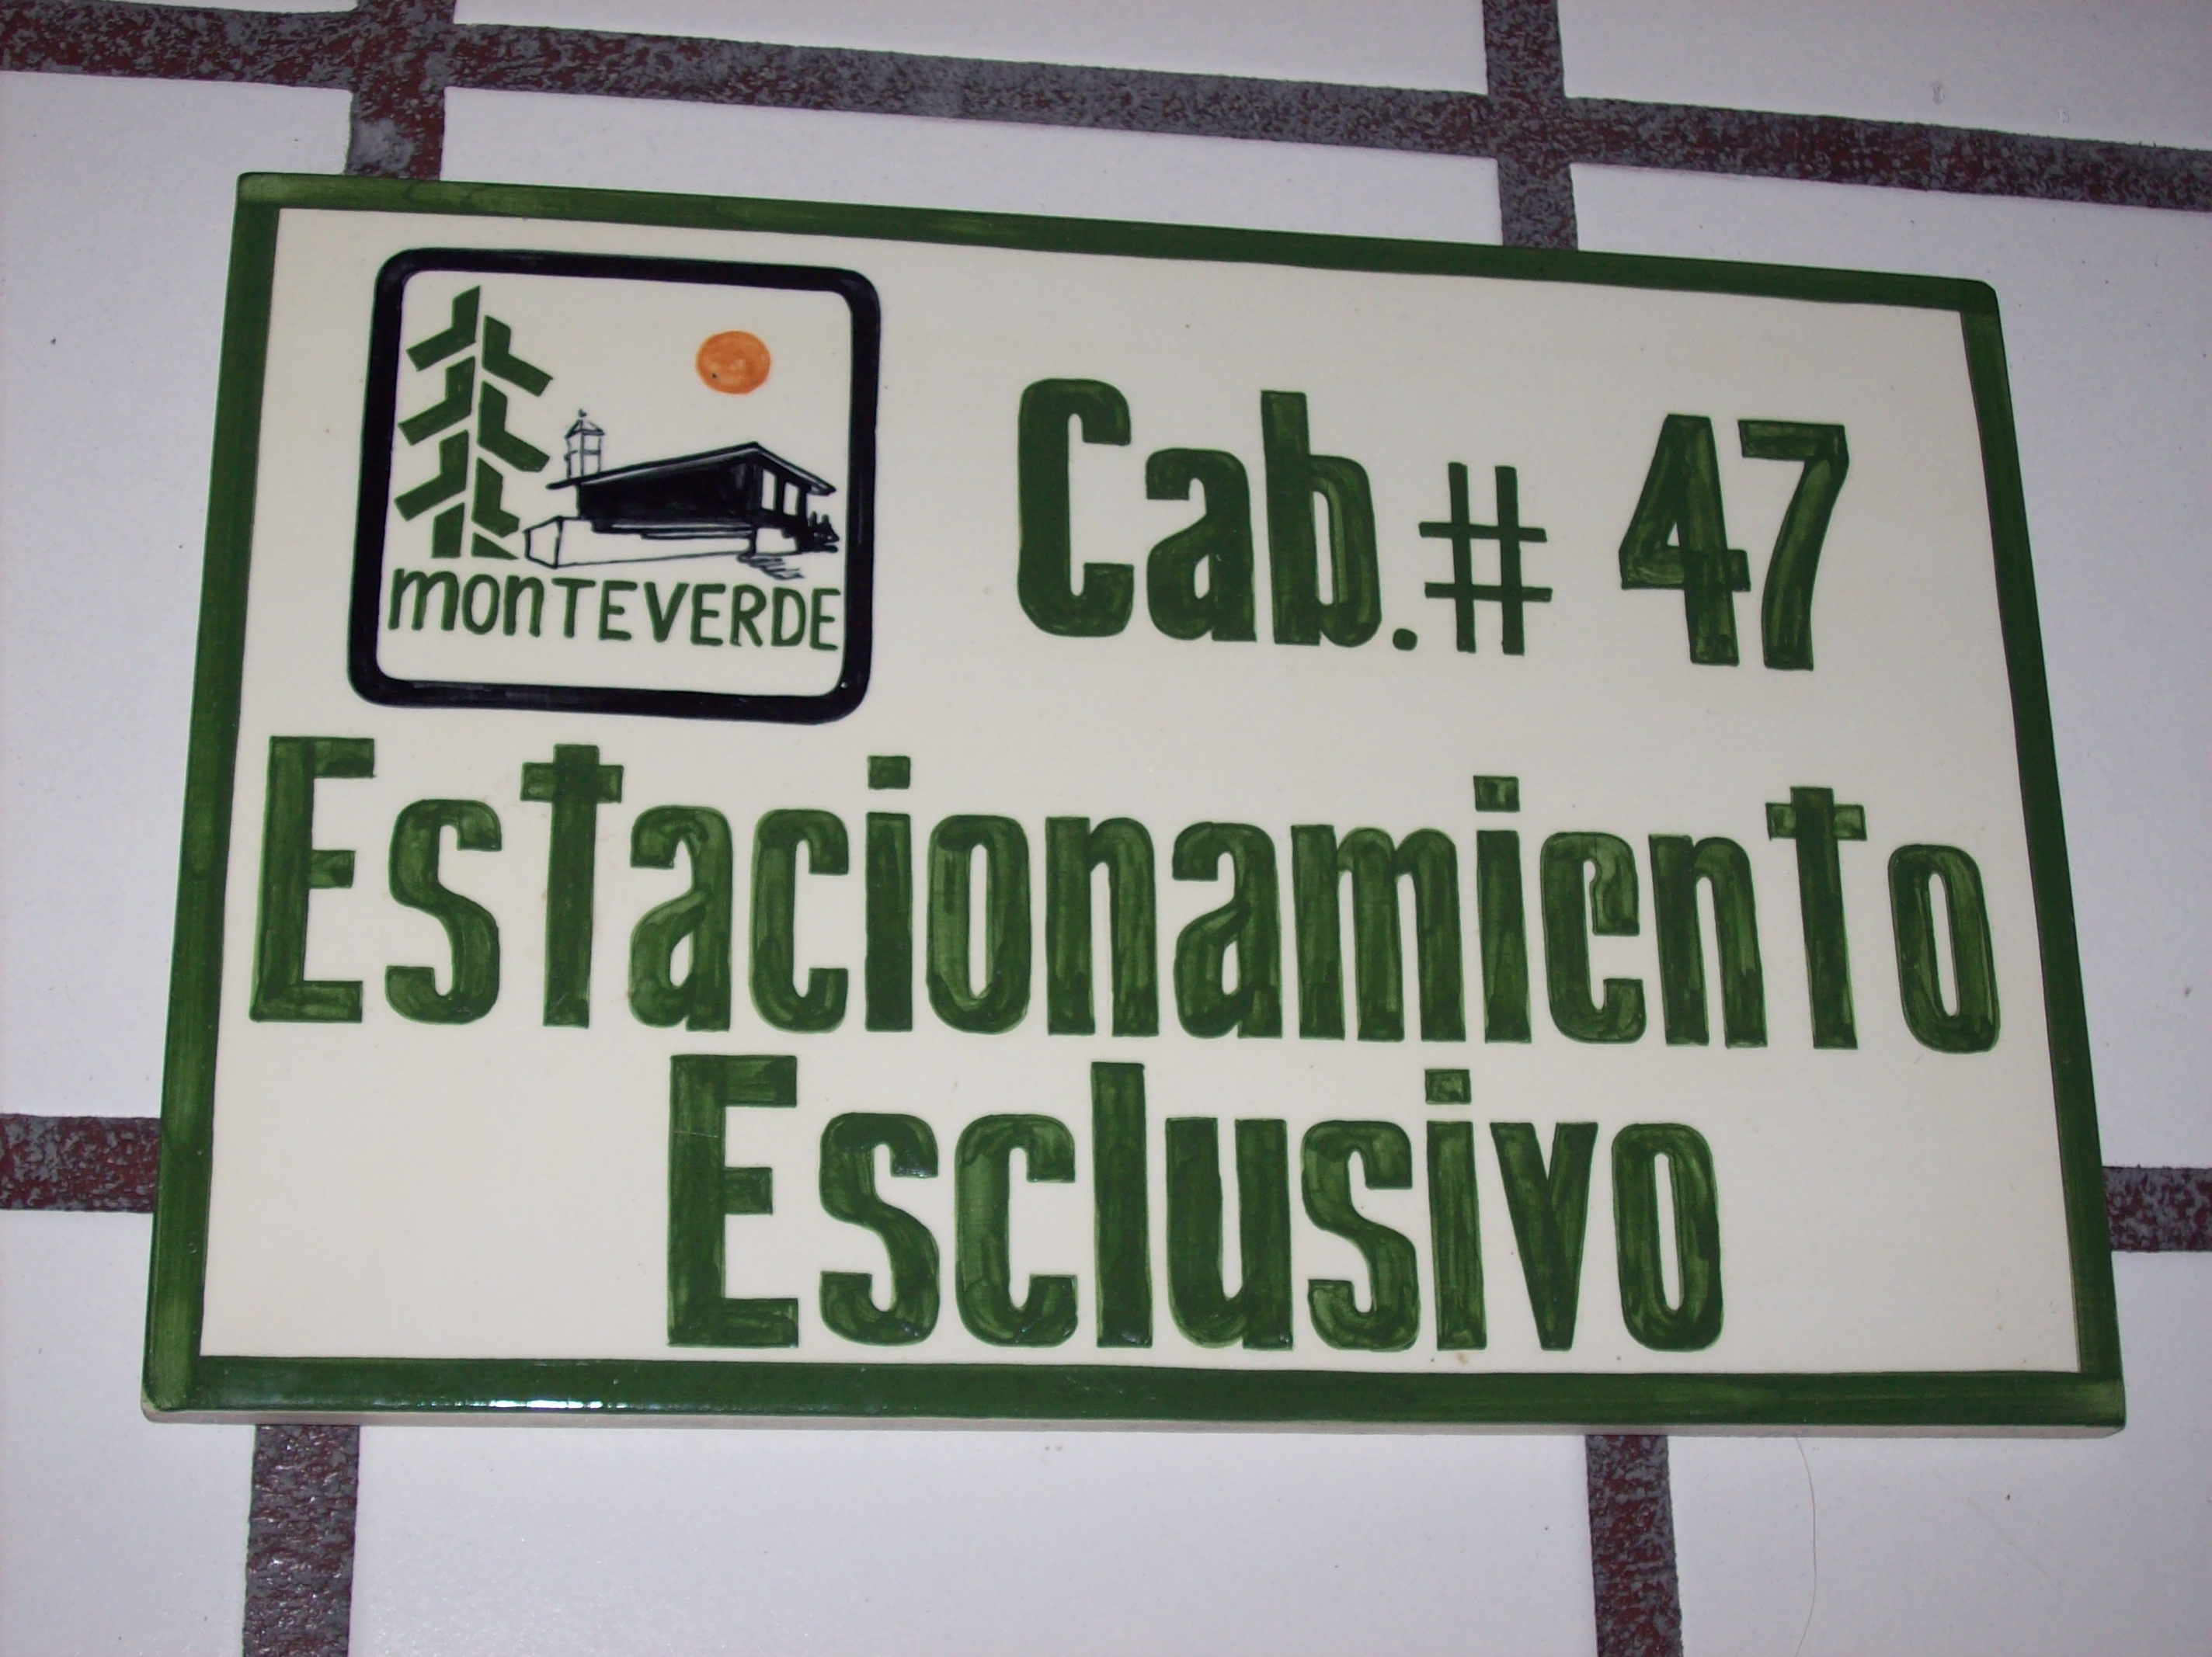 monTEVERDE
Cab. # 47
Estacionamiento
Esclusivo